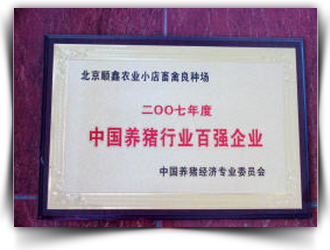 北京顺鑫农业小店畜禽良种场
二〇〇七年度
中国养猪行业百强企业
中国养猪经济专业委员会